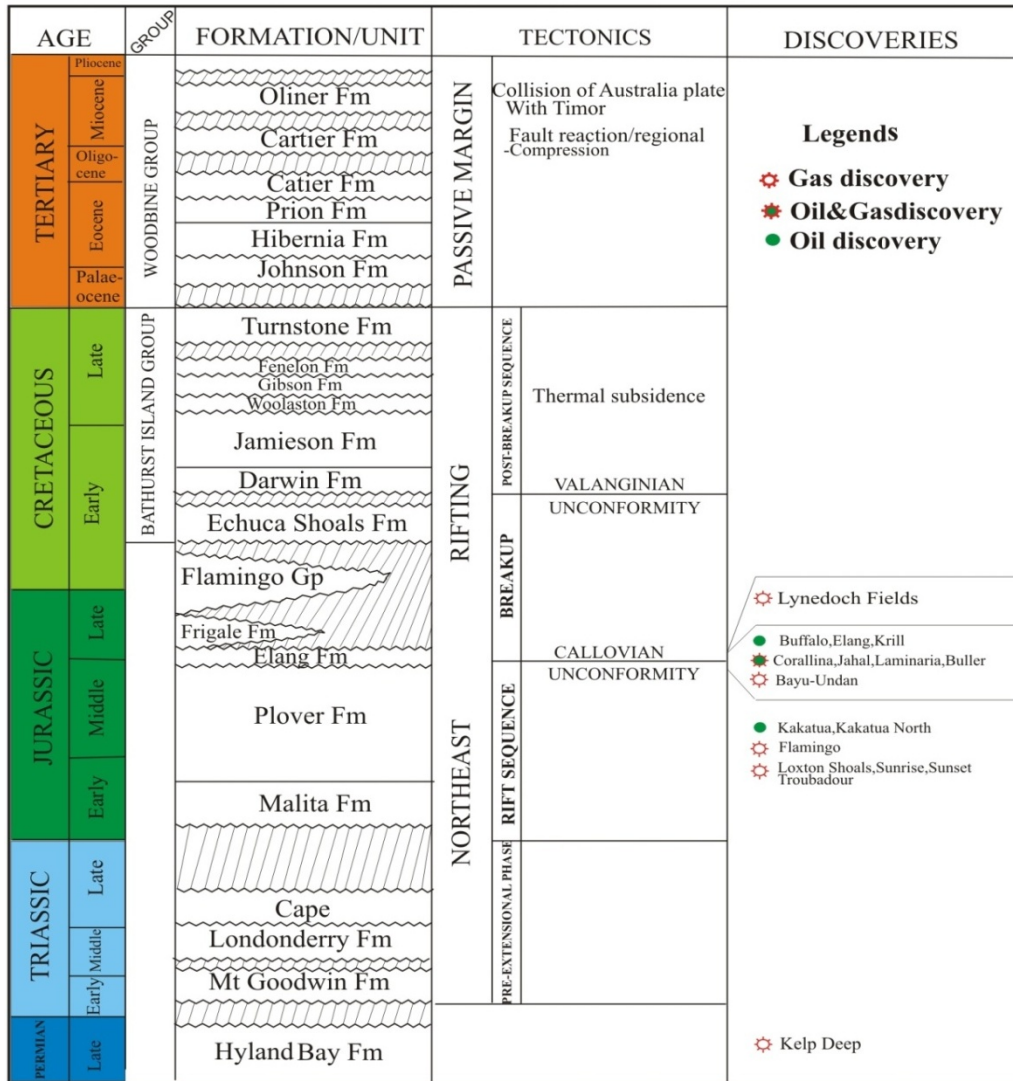 AGE
GROUP
FORMATION/UNIT
TECTONICS
DISCOVERIES
TERTIARY
Pliocene
Miocene
Oligo-
cene
Eocene
Palae-
ocene
CRETACEOUS
Late
Early
JURASSIC
Late
Middle
Early
TRIASSIC
Late
Middle
Early
PERMIAN
Late
WOODBINE GROUP
BATHURST ISLAND GROUP
Oliner Fm
Cartier Fm
Catier Fm
Prion Fm
Hibernia Fm
Johnson Fm
Turnstone Fm
Fenelon Fm
Gibson Fm
Woolaston Fm
Jamieson Fm
Darwin Fm
Echuca Shoals Fm
Flamingo Gp
Frigale Fm
Elang Fm
Plover Fm
Malita Fm
Cape
Londonderry Fm
Mt Goodwin Fm
Hyland Bay Fm
PASSIVE MARGIN
RIFTING
NORTHEAST
POST-BREAKUP SEQUENCE
BREAKUP
RIFT SEQUENCE
PRE-EXTENSIONAL PHASE
Collision of Australia plate
With Timor
Fault reaction/regional
-Compression
Thermal subsidence
VALANGINIAN
UNCONFORMITY
CALLOVIAN
UNCONFORMITY
Legends
Gas discovery
Oil&Gasdiscovery
Oil discovery
Lynedoch Fields
Buffalo,Elang,Krill
Corallina,Jahal,Laminaria,Buller
Bayu-Undan
Kakatua,Kakatua North
Flamingo
Loxton Shoals,Sunrise,Sunset
Troubadour
Kelp Deep